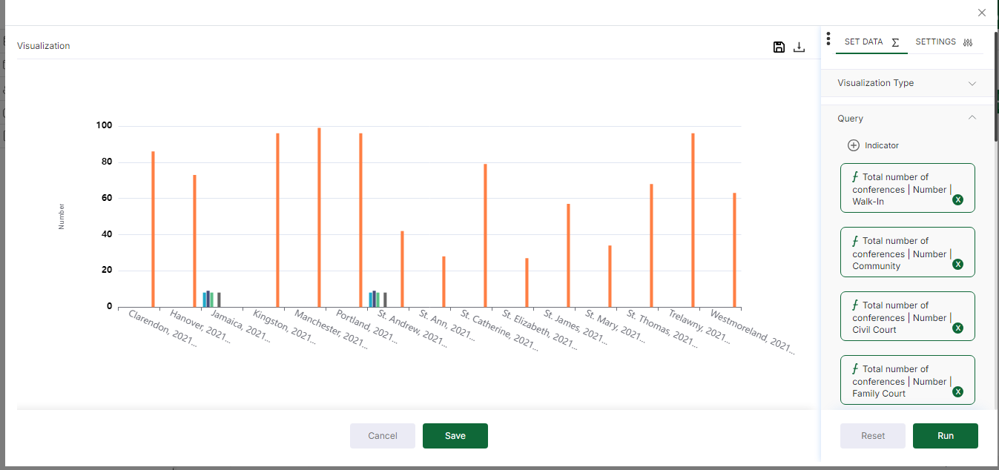 Visualization
SET DATA Σ
SETTINGS
Visualization Type
Query
Indicator
ƒ Total number of
conferences | Number |
Walk-In
X
ƒ Total number of
conferences | Number |
Community
X
ƒ Total number of
conferences | Number |
Civil Court
X
ƒ Total number of
conferences | Number |
Family Court
X
Number
100
80
60
40
20
0
Clarendon, 2021...
Hanover, 2021...
Jamaica, 2021...
Kingston, 2021...
Manchester, 2021...
Portland, 2021...
St. Andrew, 2021...
St. Ann, 2021...
St. Catherine, 2021...
St. Elizabeth, 2021...
St. James, 2021...
St. Mary, 2021...
St. Thomas, 2021...
Trelawny, 2021...
Westmoreland, 2021...
Cancel
Save
Reset
Run